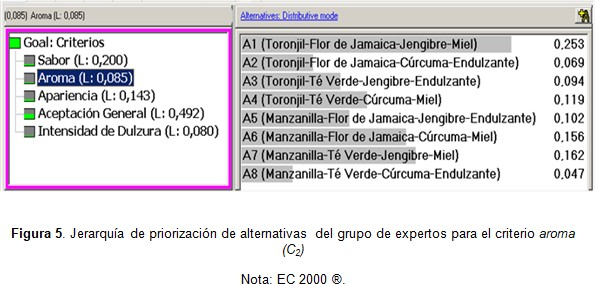 (0,085) Aroma (L: 0,085)
Alternatives: Distributive mode
Goal: Criterios
Sabor (L: 0,200)
Aroma (L: 0,085)
Apariencia (L: 0,143)
Aceptación General (L: 0,492)
Intensidad de Dulzura (L: 0,080)
A1 (Toronjil-Flor de Jamaica-Jengibre-Miel) 0,253
A2 (Toronjil-Flor de Jamaica-Cúrcuma-Endulzante) 0,069
A3 (Toronjil-Té Verde-Jengibre-Endulzante) 0,094
A4 (Toronjil-Té Verde-Cúrcuma-Miel) 0,119
A5 (Manzanilla-Flor de Jamaica-Jengibre-Endulzante) 0,102
A6 (Manzanilla-Flor de Jamaica-Cúrcuma-Miel) 0,156
A7 (Manzanilla-Té Verde-Jengibre-Miel) 0,162
A8 (Manzanilla-Té Verde-Cúrcuma-Endulzante) 0,047
Figura 5. Jerarquía de priorización de alternativas del grupo de expertos para el criterio aroma
(C2)
Nota: EC 2000 ®.